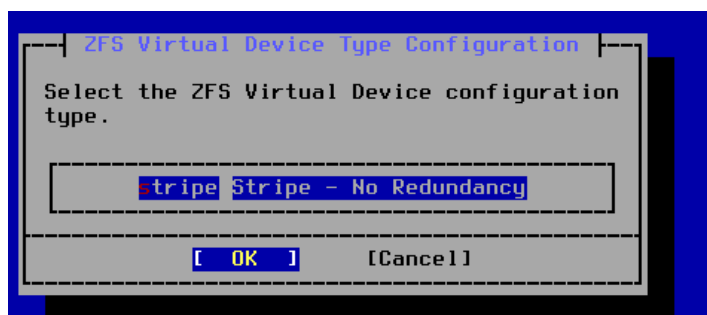 ZFS Virtual Device Type Configuration
Select the ZFS Virtual Device configuration
type.
stripe Stripe - No Redundancy
[ OK ] [Cancel]